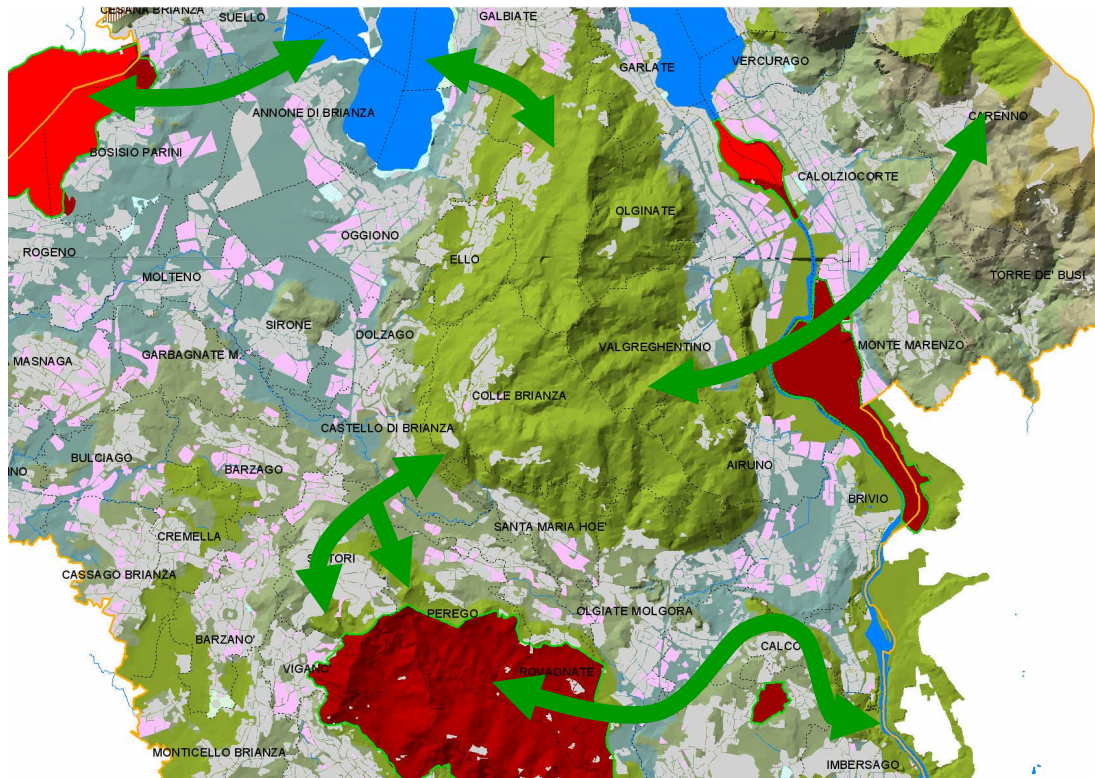 CESANA BRIANZA
SUELLO
GALBIATE
GARLATE
VERCURAGO
ANNONE DI BRIANZA
CARENNO
BOSISIO PARINI
CALOLZIOCORTE
OLGINATE
ROGENO
OGGIONO
ELLO
MOLTENO
TORRE DE' BUSI
SIRONE
DOLZAGO
VALGREGHENTINO
MONTE MARENZO
MASNAGA
GARBAGNATE M.
COLLE BRIANZA
CASTELLO DI BRIANZA
BULCIAGO
BARZAGO
AIRUNO
BRIVIO
CREMELLA
SANTA MARIA HOE'
CASSAGO BRIANZA
PEREGO
OLGIATE MOLGORA
BARZANO'
CALCO
VIGANO'
ROVAGNATE
MONTICELLO BRIANZA
IMBERSAGO